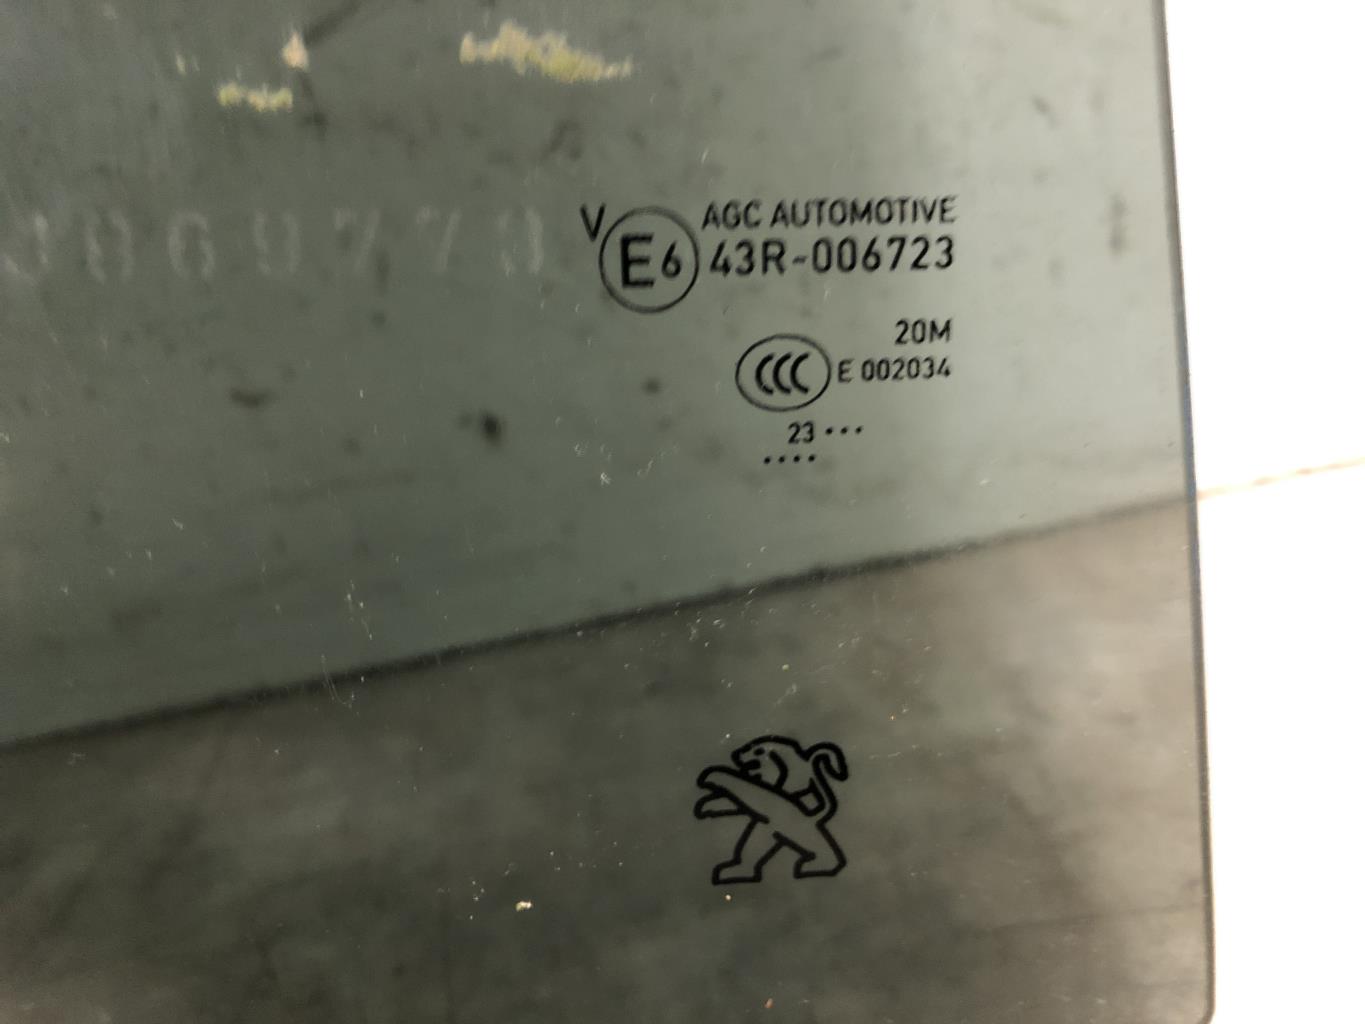 V E6 AGC AUTOMOTIVE
43R-006723
20M
CCC E 002034
23 •••
••••